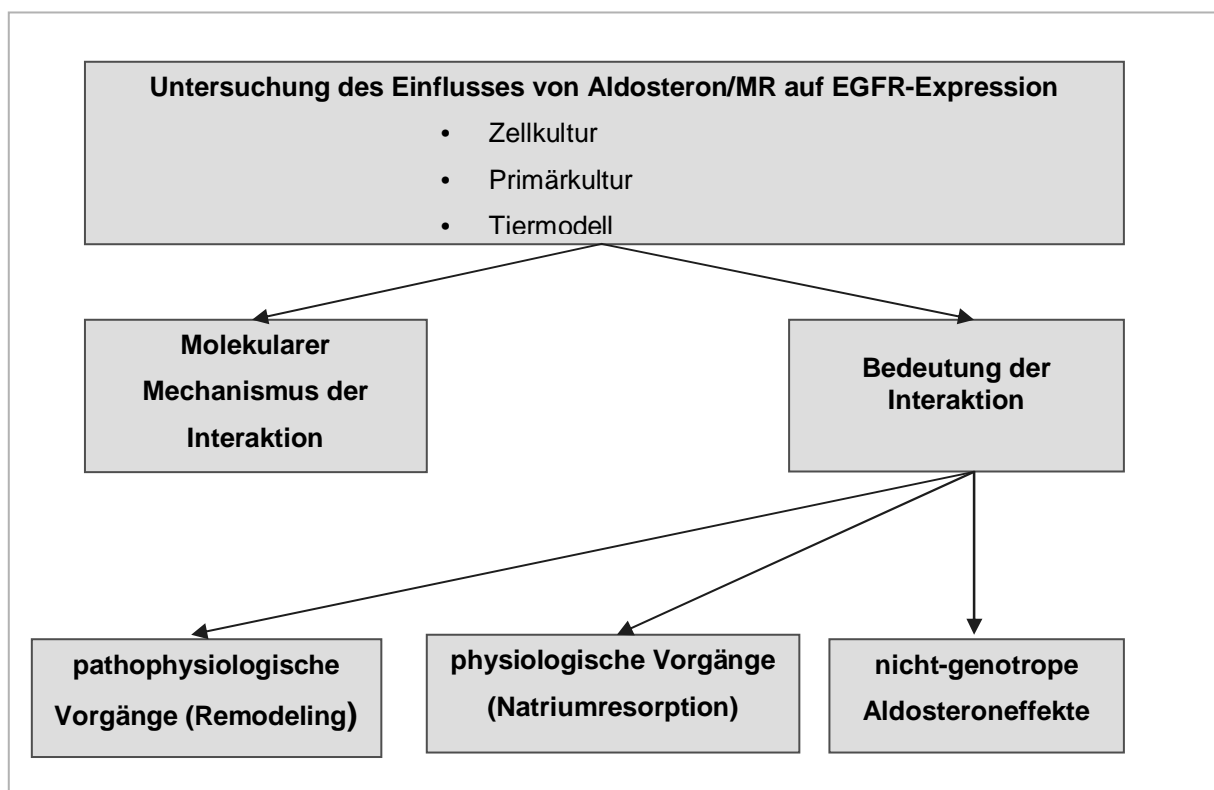 Untersuchung des Einflusses von Aldosteron/MR auf EGFR-Expression
• Zellkultur
• Primärkultur
• Tiermodell
Molekularer
Mechanismus der
Interaktion
Bedeutung der
Interaktion
pathophysiologische
Vorgänge (Remodeling)
physiologische Vorgänge
(Natriumresorption)
nicht-genotrope
Aldosteroneffekte